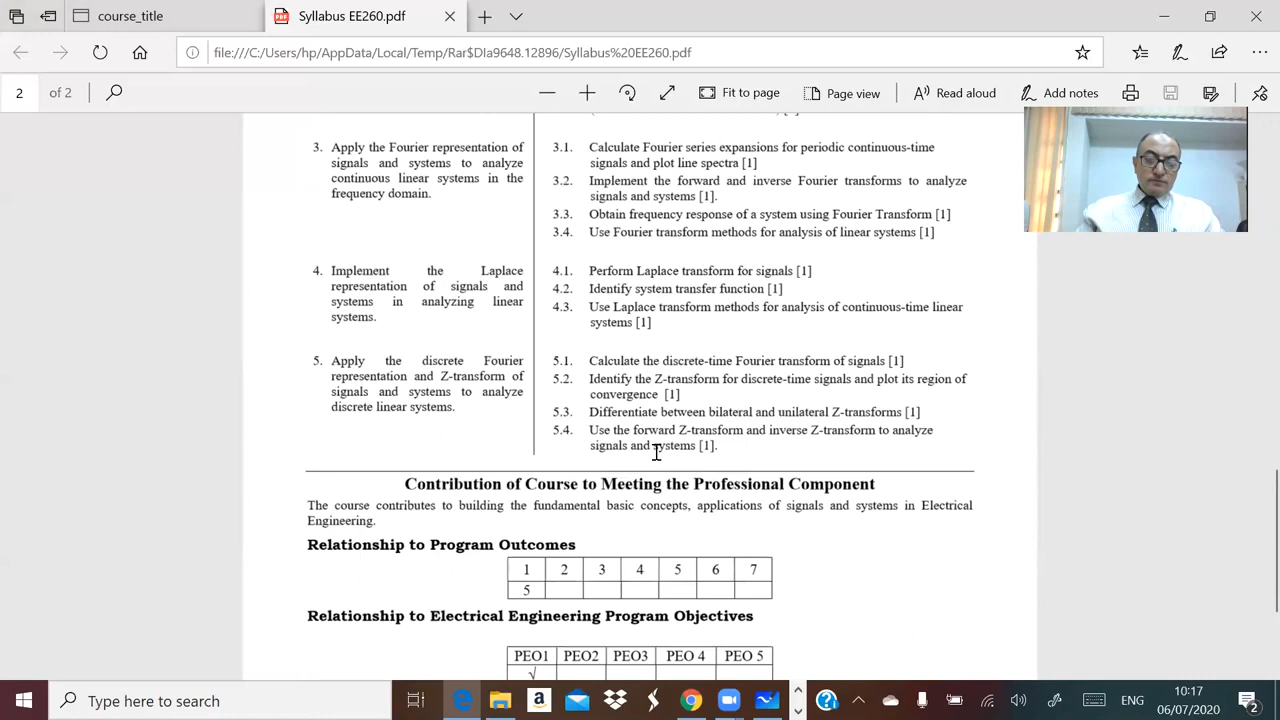 course_title
Syllabus EE260.pdf
file:///C:/Users/hp/AppData/Local/Temp/Rar$DIa9648.12896/Syllabus%20EE260.pdf
2 of 2
Fit to page
Page view
Read aloud
Add notes
3. Apply the Fourier representation of
signals and systems to analyze
continuous linear systems in the
frequency domain.
3.1. Calculate Fourier series expansions for periodic continuous-time
signals and plot line spectra [1]
3.2. Implement the forward and inverse Fourier transforms to analyze
signals and systems [1].
3.3. Obtain frequency response of a system using Fourier Transform [1]
3.4. Use Fourier transform methods for analysis of linear systems [1]
4. Implement the Laplace
representation of signals and
systems in analyzing linear
systems.
4.1. Perform Laplace transform for signals [1]
4.2. Identify system transfer function [1]
4.3. Use Laplace transform methods for analysis of continuous-time linear
systems [1]
5. Apply the discrete Fourier
representation and Z-transform of
signals and systems to analyze
discrete linear systems.
5.1. Calculate the discrete-time Fourier transform of signals [1]
5.2. Identify the Z-transform for discrete-time signals and plot its region of
convergence [1]
5.3. Differentiate between bilateral and unilateral Z-transforms [1]
5.4. Use the forward Z-transform and inverse Z-transform to analyze
signals and systems [1].
Contribution of Course to Meeting the Professional Component
The course contributes to building the fundamental basic concepts, applications of signals and systems in Electrical
Engineering.
Relationship to Program Outcomes
1 2 3 4 5 6 7
5
Relationship to Electrical Engineering Program Objectives
PEO1 PEO2 PEO3 PEO 4 PEO 5
√
Type here to search
ENG
10:17
06/07/2020
2